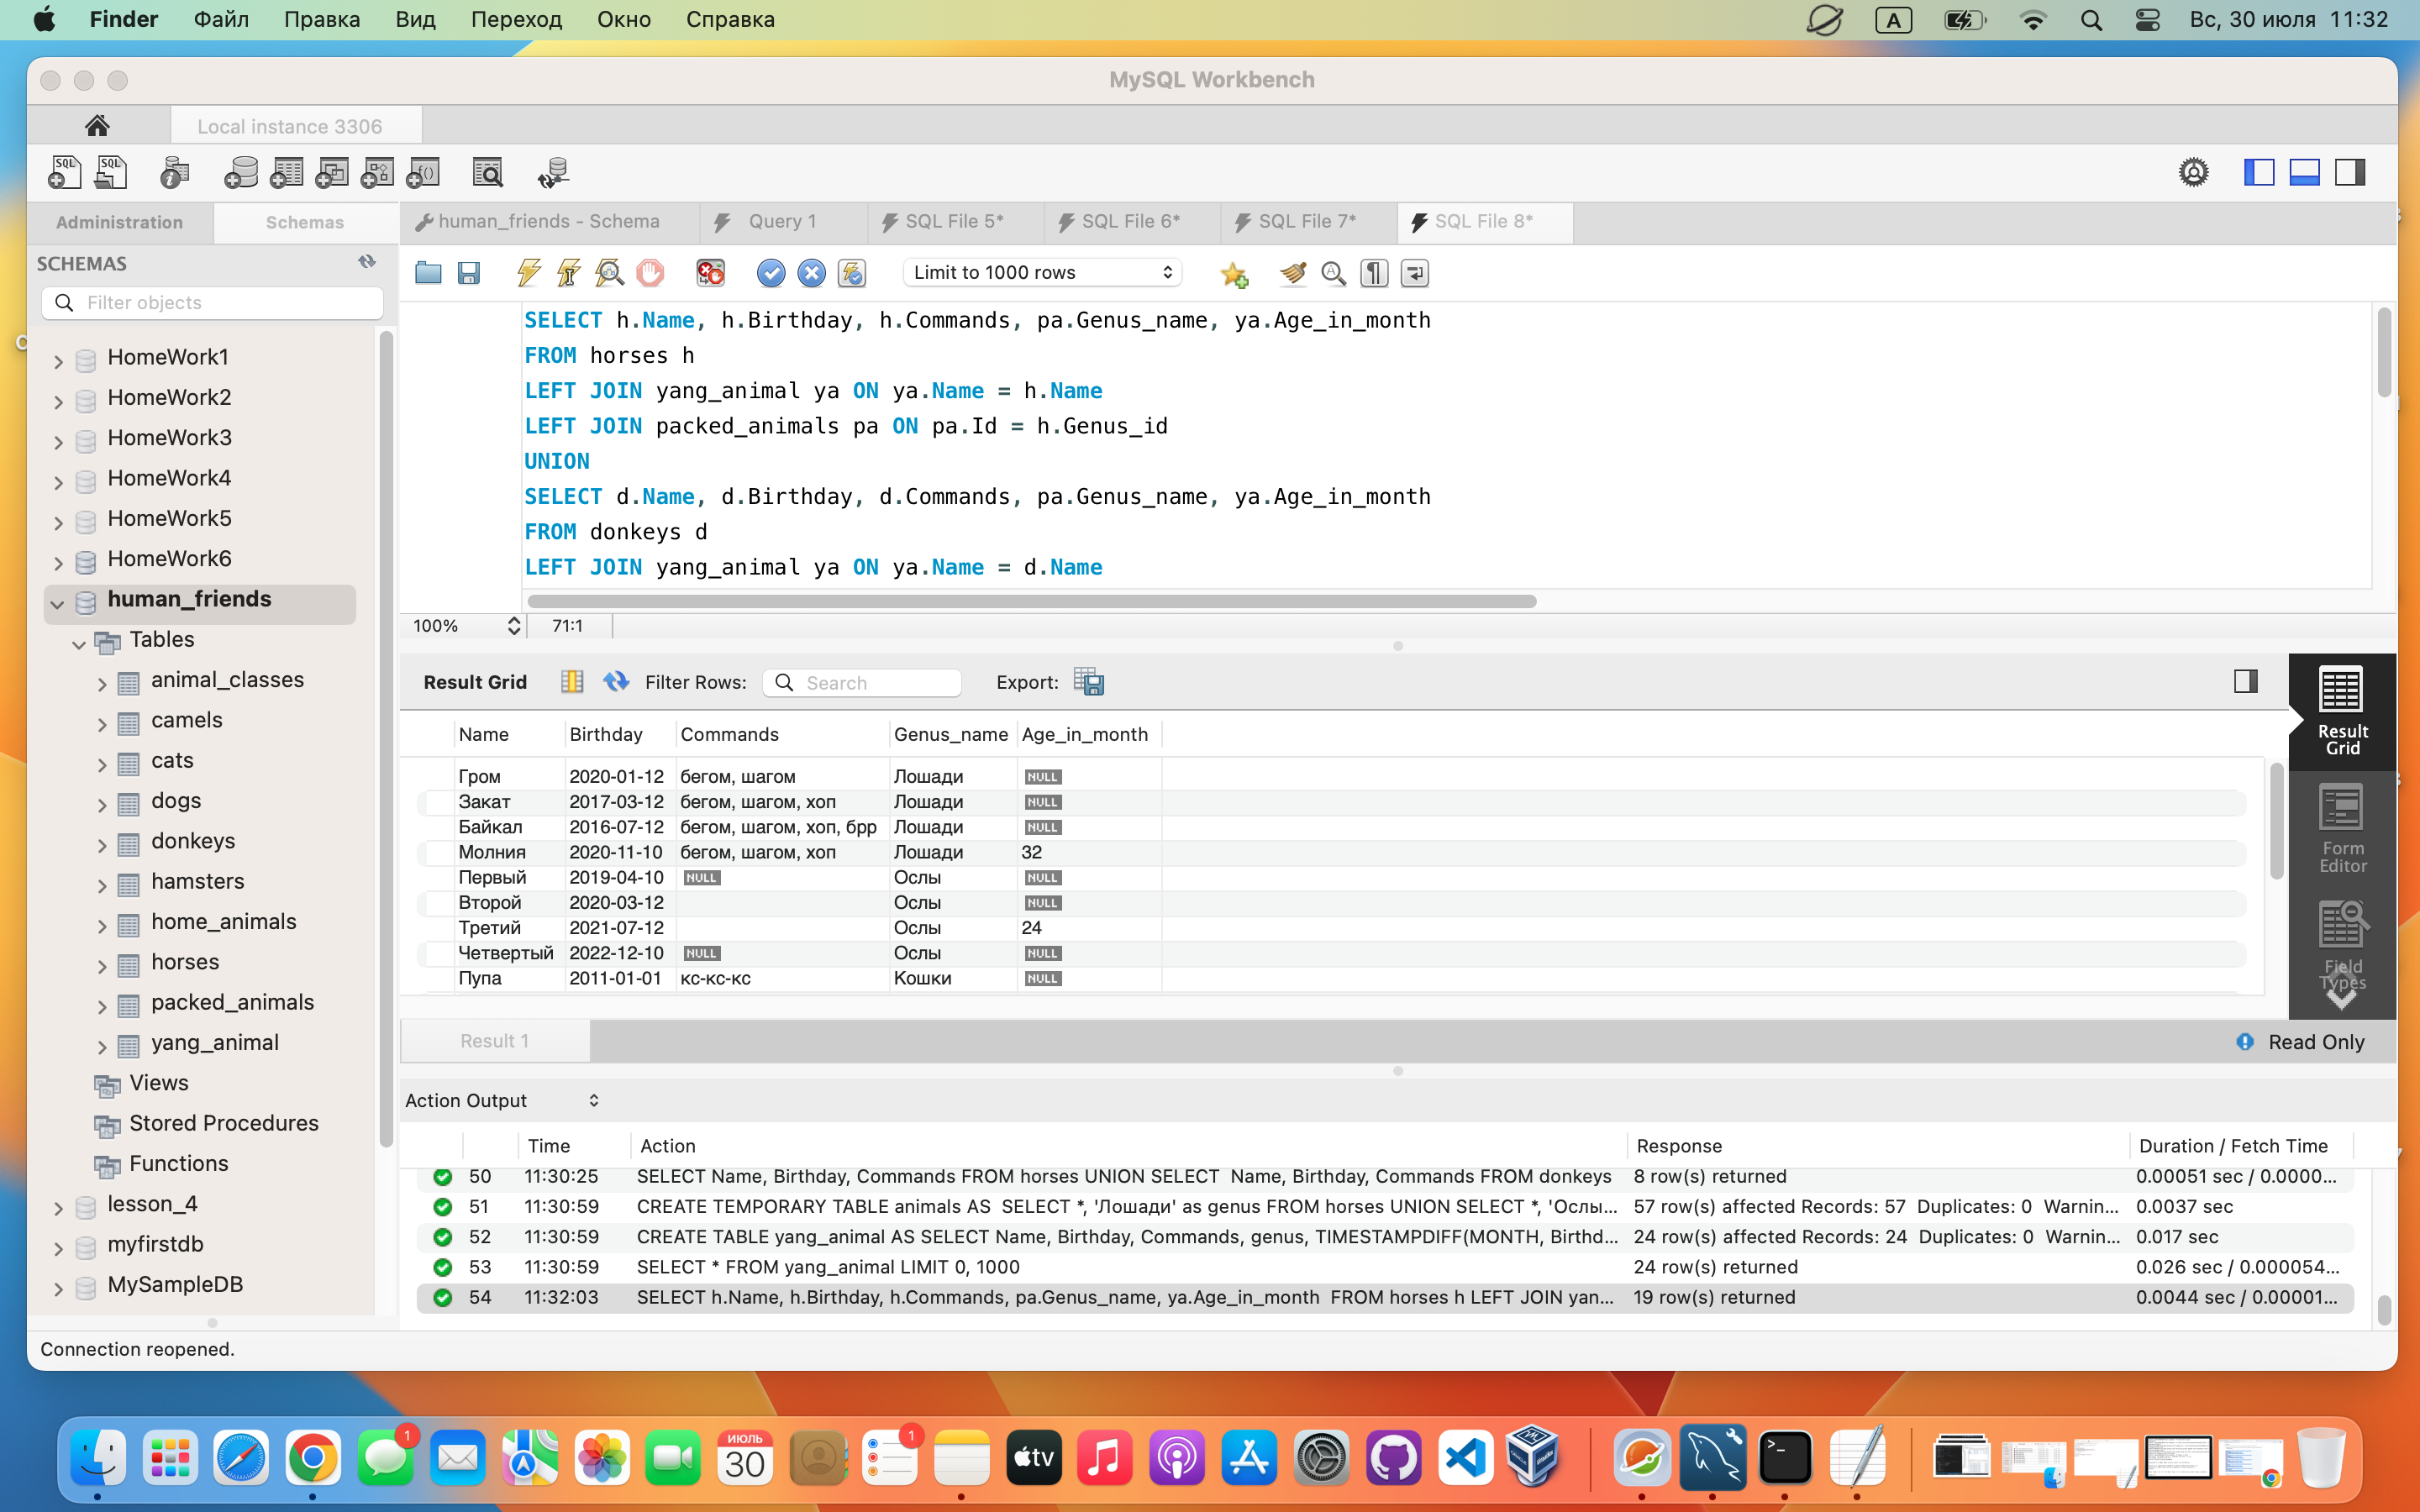 Finder Файл Правка Вид Переход Окно Справка A Вс, 30 июля 11:32
MySQL Workbench
Local instance 3306
SQL SQL
Administration Schemas human_friends - Schema Query 1 SQL File 5* SQL File 6* SQL File 7* SQL File 8*
SCHEMAS
Filter objects
Limit to 1000 rows
HomeWork1
HomeWork2
HomeWork3
HomeWork4
HomeWork5
HomeWork6
human_friends
Tables
animal_classes
camels
cats
dogs
donkeys
hamsters
home_animals
horses
packed_animals
yang_animal
Views
Stored Procedures
Functions
lesson_4
myfirstdb
MySampleDB
SELECT h.Name, h.Birthday, h.Commands, pa.Genus_name, ya.Age_in_month
FROM horses h
LEFT JOIN yang_animal ya ON ya.Name = h.Name
LEFT JOIN packed_animals pa ON pa.Id = h.Genus_id
UNION
SELECT d.Name, d.Birthday, d.Commands, pa.Genus_name, ya.Age_in_month
FROM donkeys d
LEFT JOIN yang_animal ya ON ya.Name = d.Name
100% 71:1
Result Grid Filter Rows: Search Export:
Name Birthday Commands Genus_name Age_in_month
Гром 2020-01-12 бегом, шагом Лошади NULL
Закат 2017-03-12 бегом, шагом, хоп Лошади NULL
Байкал 2016-07-12 бегом, шагом, хоп, брр Лошади NULL
Молния 2020-11-10 бегом, шагом, хоп Лошади 32
Первый 2019-04-10 NULL Ослы NULL
Второй 2020-03-12 Ослы NULL
Третий 2021-07-12 Ослы 24
Четвертый 2022-12-10 NULL Ослы NULL
Пупа 2011-01-01 кс-кс-кс Кошки NULL
Result
Grid
Form
Editor
Field
Types
Result 1 Read Only
Action Output
Time Action Response Duration / Fetch Time
50 11:30:25 SELECT Name, Birthday, Commands FROM horses UNION SELECT Name, Birthday, Commands FROM donkeys 8 row(s) returned 0.00051 sec / 0.0000...
51 11:30:59 CREATE TEMPORARY TABLE animals AS SELECT *, 'Лошади' as genus FROM horses UNION SELECT *, 'Ослы... 57 row(s) affected Records: 57 Duplicates: 0 Warnin... 0.0037 sec
52 11:30:59 CREATE TABLE yang_animal AS SELECT Name, Birthday, Commands, genus, TIMESTAMPDIFF(MONTH, Birthd... 24 row(s) affected Records: 24 Duplicates: 0 Warnin... 0.017 sec
53 11:30:59 SELECT * FROM yang_animal LIMIT 0, 1000 24 row(s) returned 0.026 sec / 0.000054...
54 11:32:03 SELECT h.Name, h.Birthday, h.Commands, pa.Genus_name, ya.Age_in_month FROM horses h LEFT JOIN yan... 19 row(s) returned 0.0044 sec / 0.00001...
Connection reopened.
1
ИЮЛЬ
30
1
tv